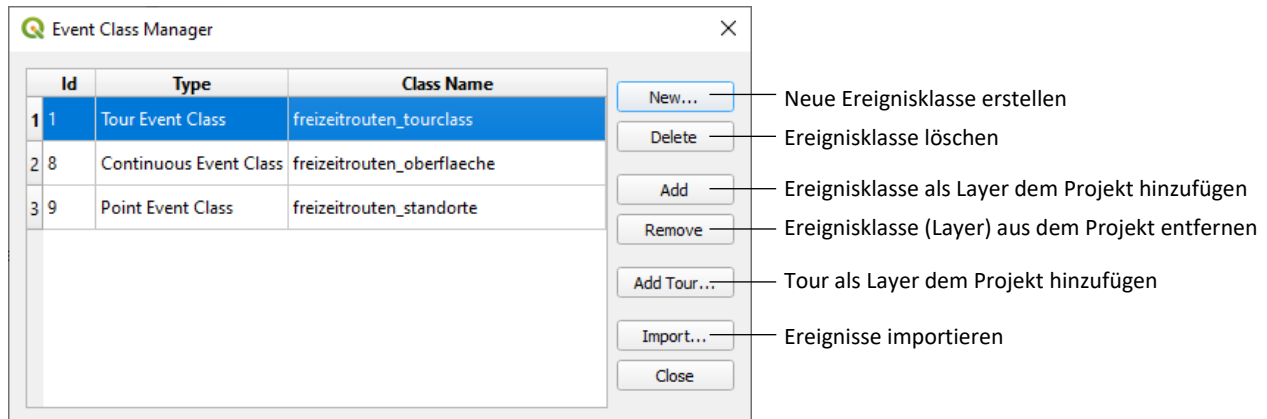 Event Class Manager
Id Type Class Name
1 1 Tour Event Class freizeitrouten_tourclass
2 8 Continuous Event Class freizeitrouten_oberflaeche
3 9 Point Event Class freizeitrouten_standorte
New... Neue Ereignisklasse erstellen
Delete Ereignisklasse löschen
Add Ereignisklasse als Layer dem Projekt hinzufügen
Remove Ereignisklasse (Layer) aus dem Projekt entfernen
Add Tour... Tour als Layer dem Projekt hinzufügen
Import... Ereignisse importieren
Close